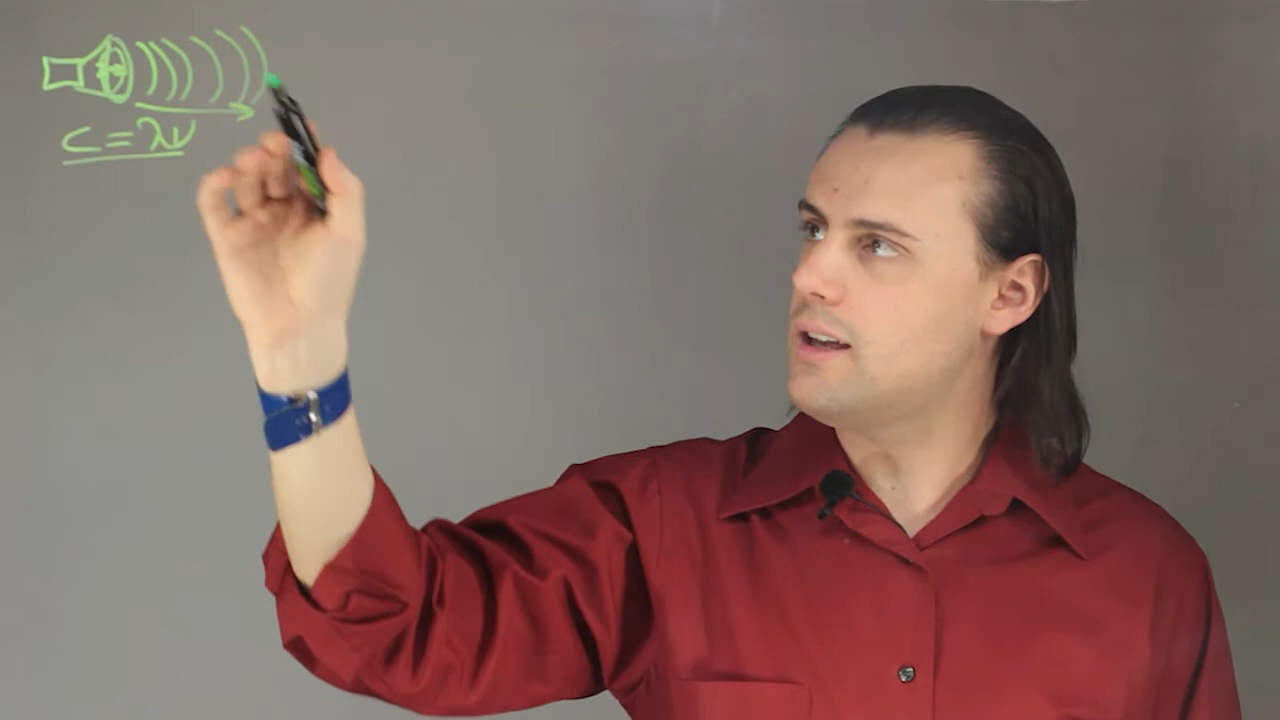 c = λν